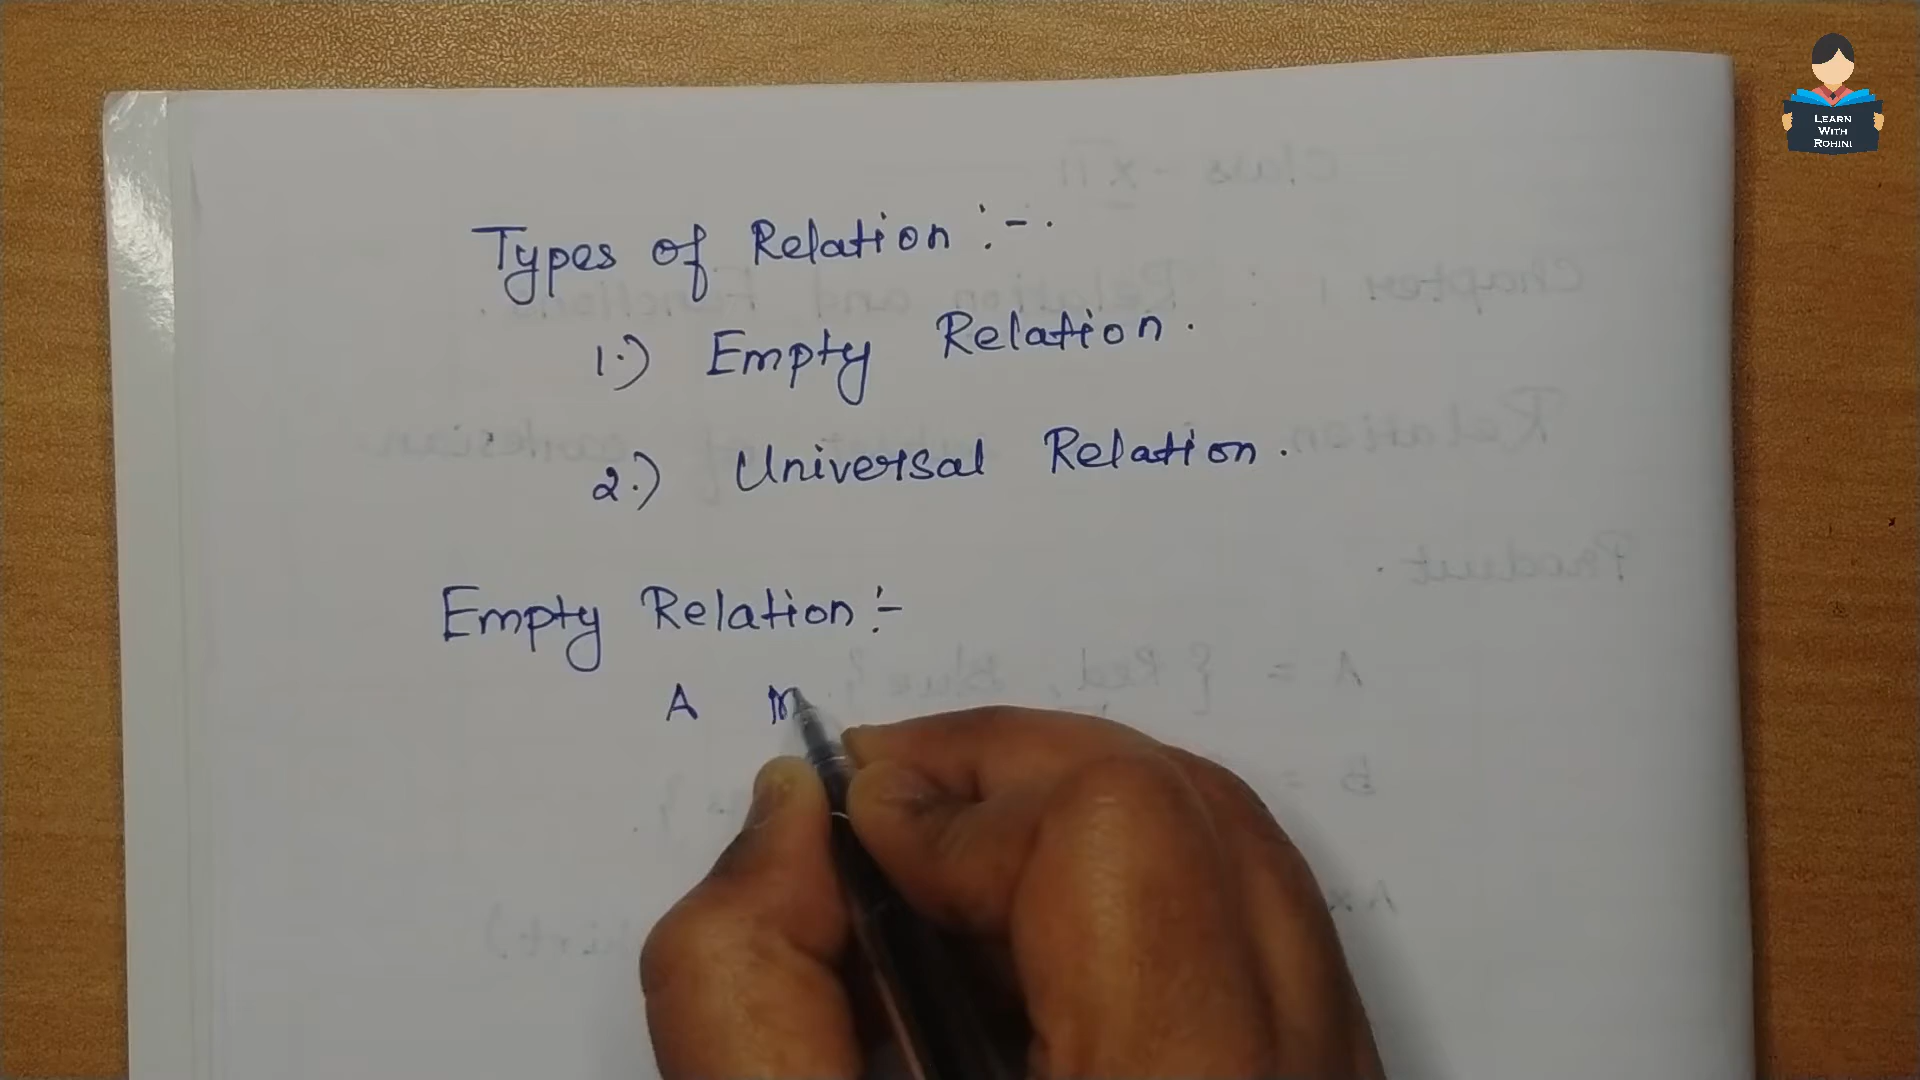 LEARN
WITH
ROHINI
Types of Relation :-.
1.) Empty Relation.
2.) Universal Relation.
Empty Relation :-
A